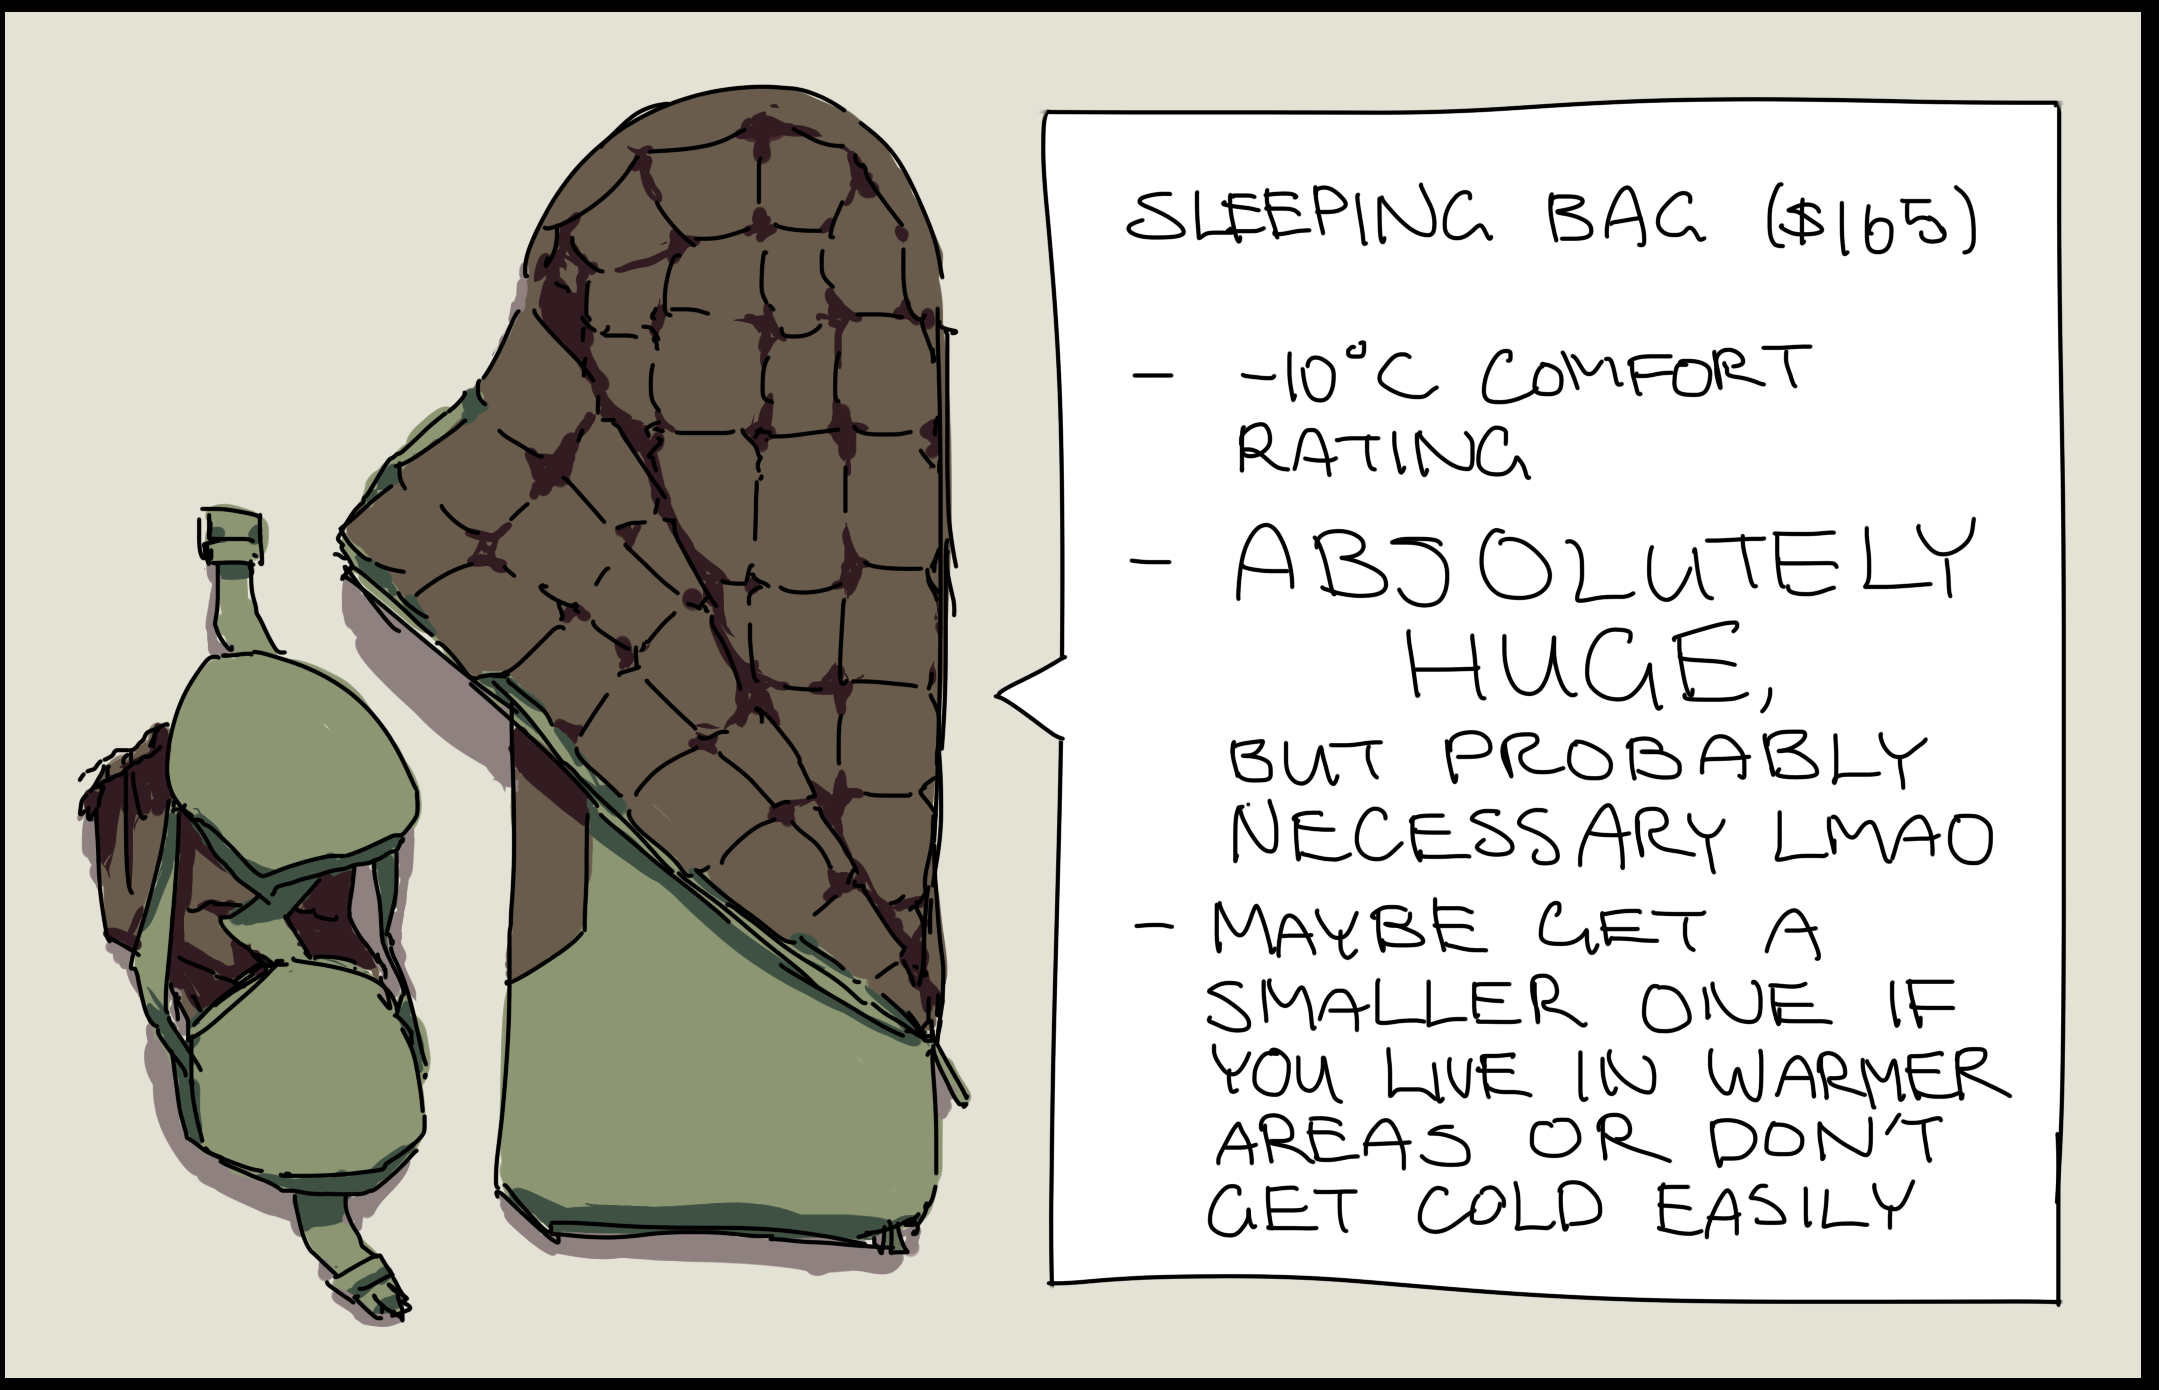 SLEEPING BAG ($165)
- -10°C COMFORT
RATING
- ABSOLUTELY
HUGE,
BUT PROBABLY
NECESSARY LMAO
- MAYBE GET A
SMALLER ONE IF
YOU LIVE IN WARMER
AREAS OR DON'T
GET COLD EASILY